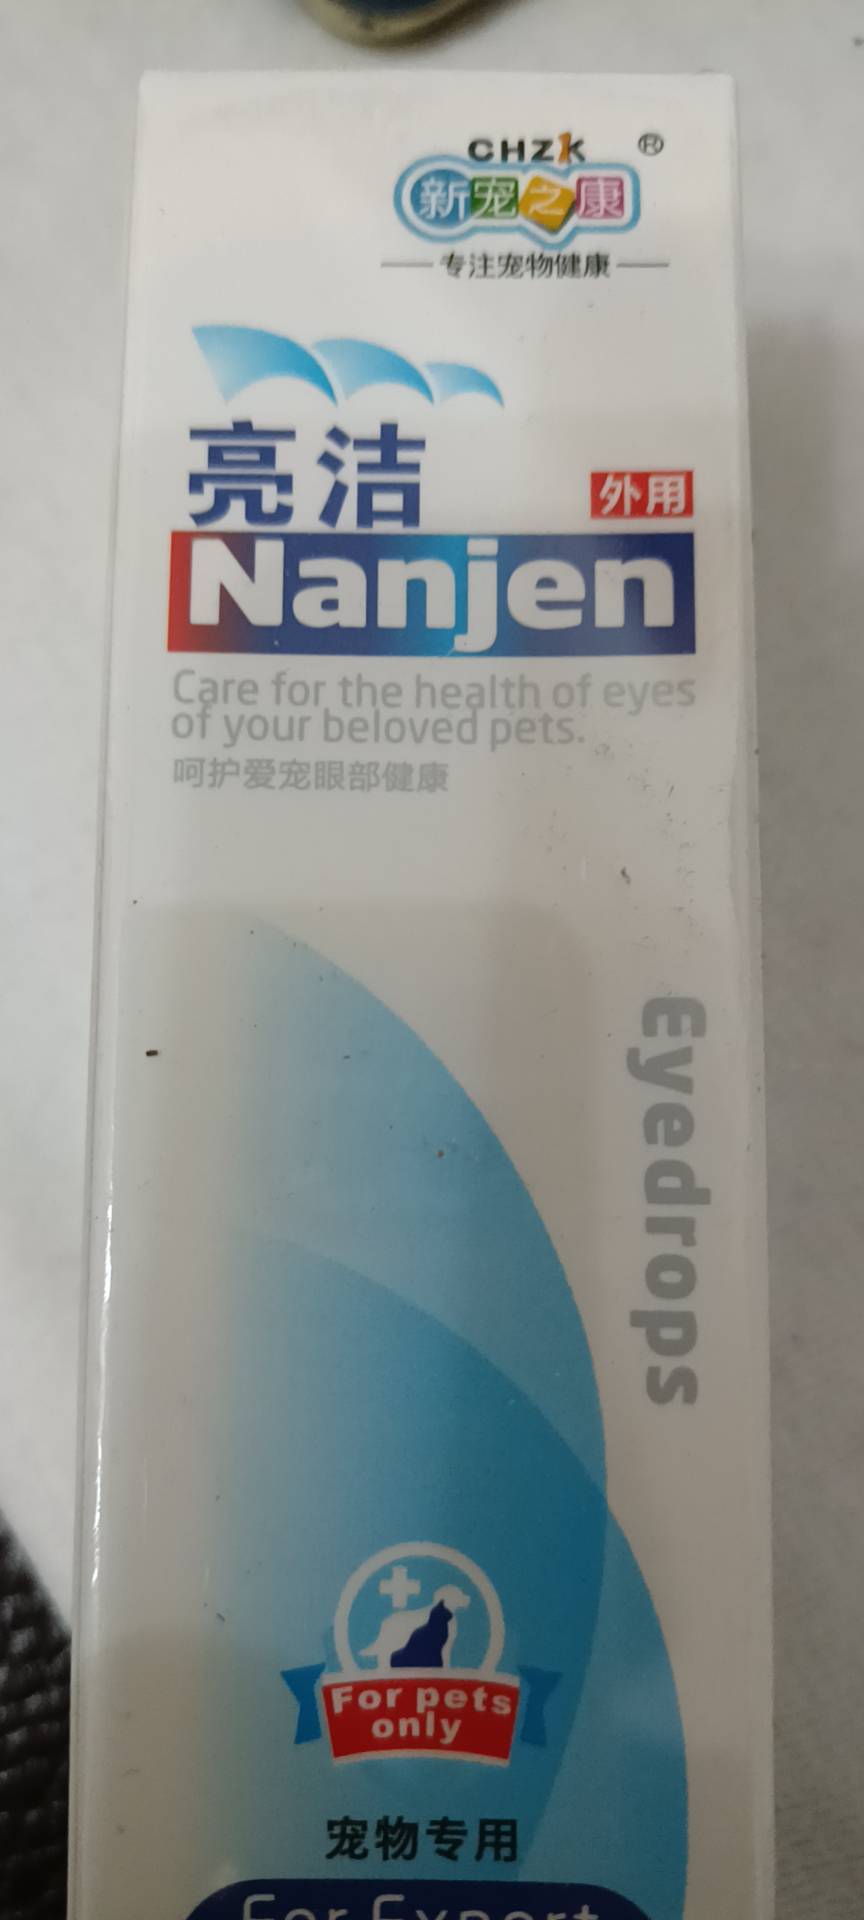 CHZK ®
新宠之康
专注宠物健康
亮洁
外用
Nanjen
Care for the health of eyes
of your beloved pets.
呵护爱宠眼部健康
Eyedrops
For pets
only
宠物专用
For Export